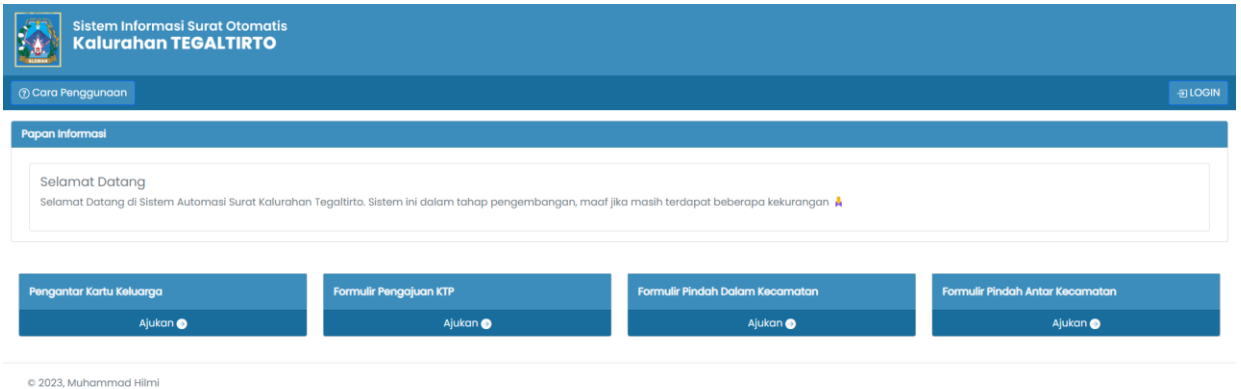 Sistem Informasi Surat Otomatis
Kalurahan TEGALTIRTO
SLEMAN
Cara Penggunaan
LOGIN
Papan Informasi
Selamat Datang
Selamat Datang di Sistem Automasi Surat Kalurahan Tegaltirto. Sistem ini dalam tahap pengembangan, maaf jika masih terdapat beberapa kekurangan 🙏
Pengantar Kartu Keluarga
Ajukan
Formulir Pengajuan KTP
Ajukan
Formulir Pindah Dalam Kecamatan
Ajukan
Formulir Pindah Antar Kecamatan
Ajukan
© 2023, Muhammad Hilmi